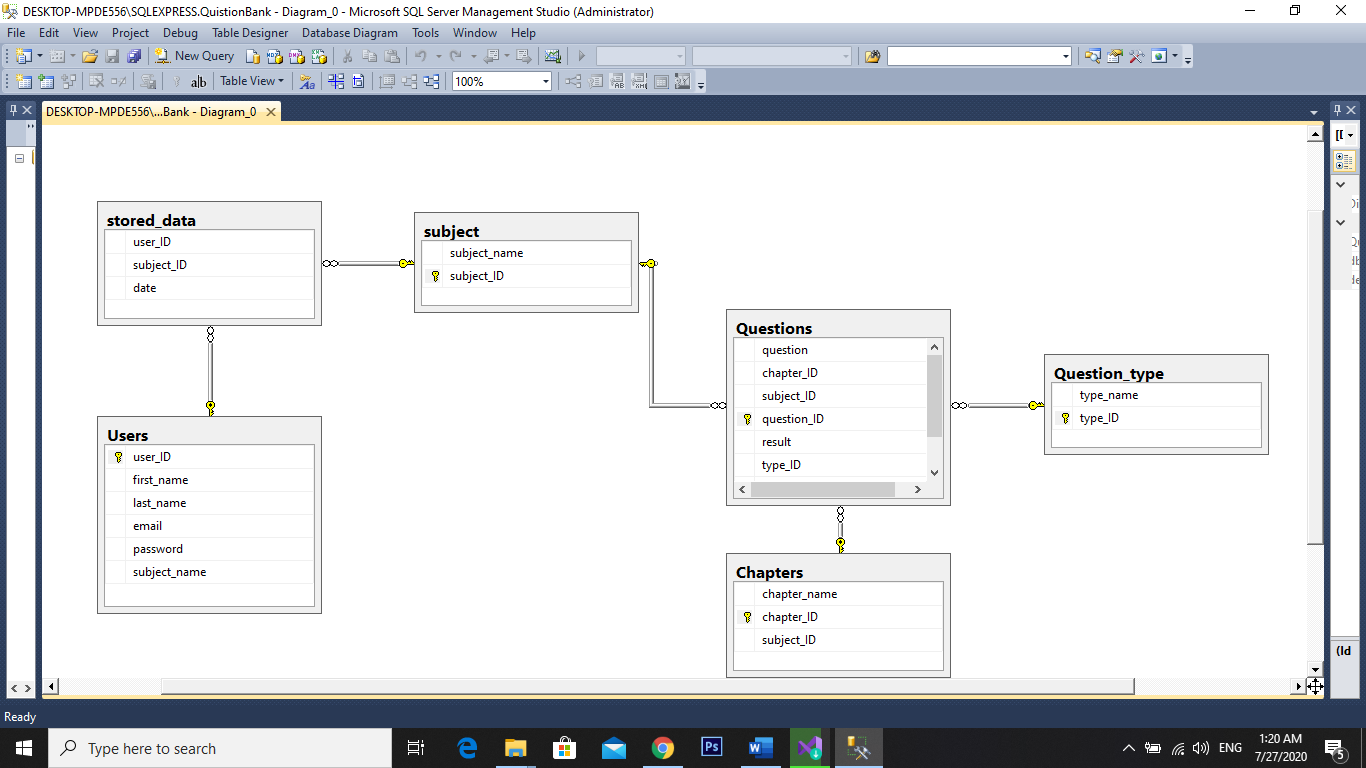 DESKTOP-MPDE556\SQLEXPRESS.QuistionBank - Diagram_0 - Microsoft SQL Server Management Studio (Administrator)
File Edit View Project Debug Table Designer Database Diagram Tools Window Help
New Query
Table View 100%
DESKTOP-MPDE556\...Bank - Diagram_0
stored_data
user_ID
subject_ID
date
subject
subject_name
subject_ID
Questions
question
chapter_ID
subject_ID
question_ID
result
type_ID
Question_type
type_name
type_ID
Users
user_ID
first_name
last_name
email
password
subject_name
Chapters
chapter_name
chapter_ID
subject_ID
(Id
Ready
Type here to search
ENG
1:20 AM
7/27/2020
5